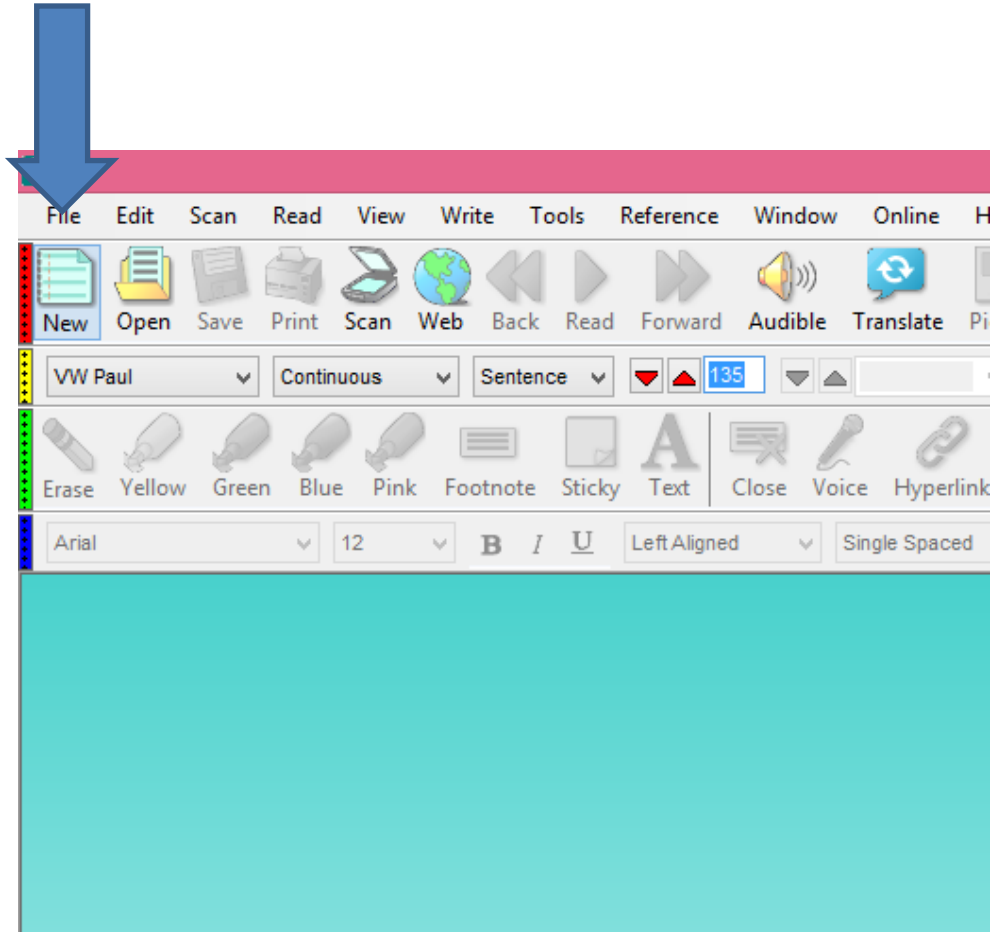 File Edit Scan Read View Write Tools Reference Window Online H
New Open Save Print Scan Web Back Read Forward Audible Translate Pi
VW Paul Continuous Sentence 135
Erase Yellow Green Blue Pink Footnote Sticky A Text Close Voice Hyperlink
Arial 12 B I U Left Aligned Single Spaced